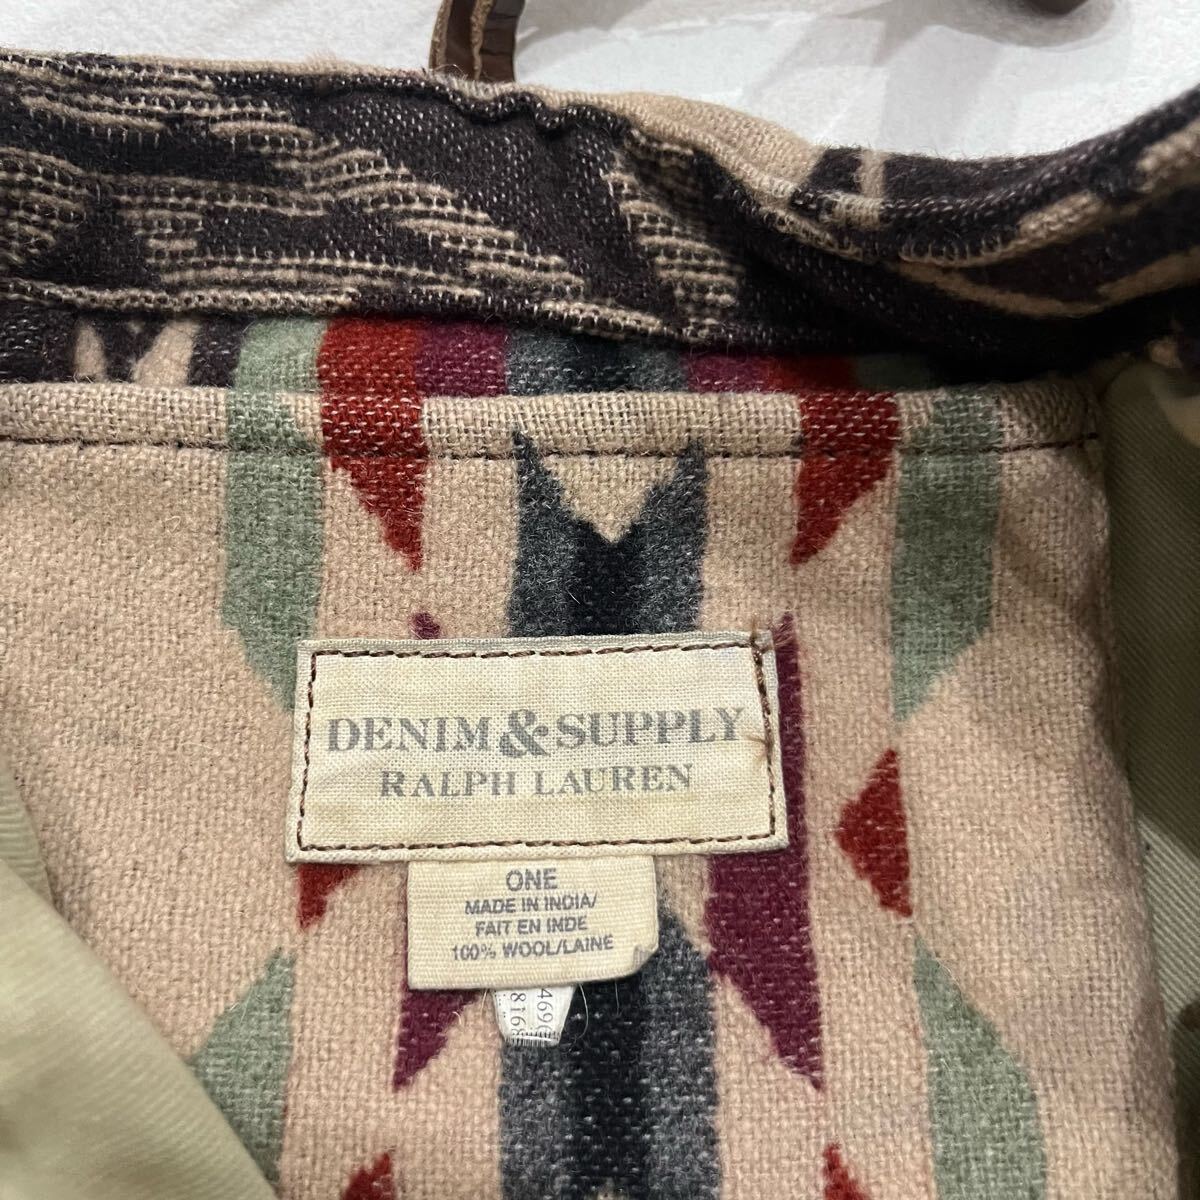 DENIM & SUPPLY
RALPH LAUREN
ONE
MADE IN INDIA/
FAIT EN INDE
100% WOOL/LAINE